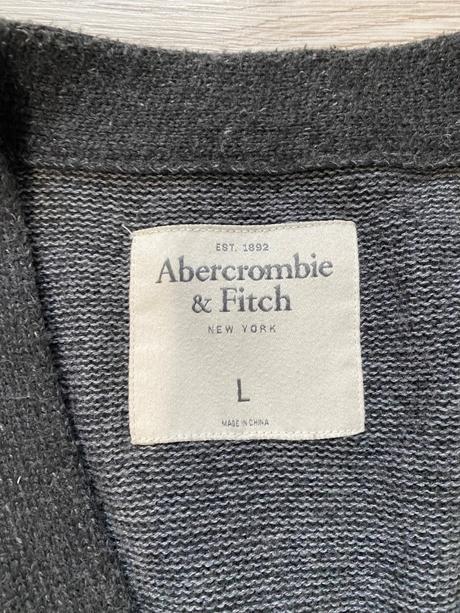 EST. 1892
Abercrombie
& Fitch
NEW YORK
L
MADE IN CHINA